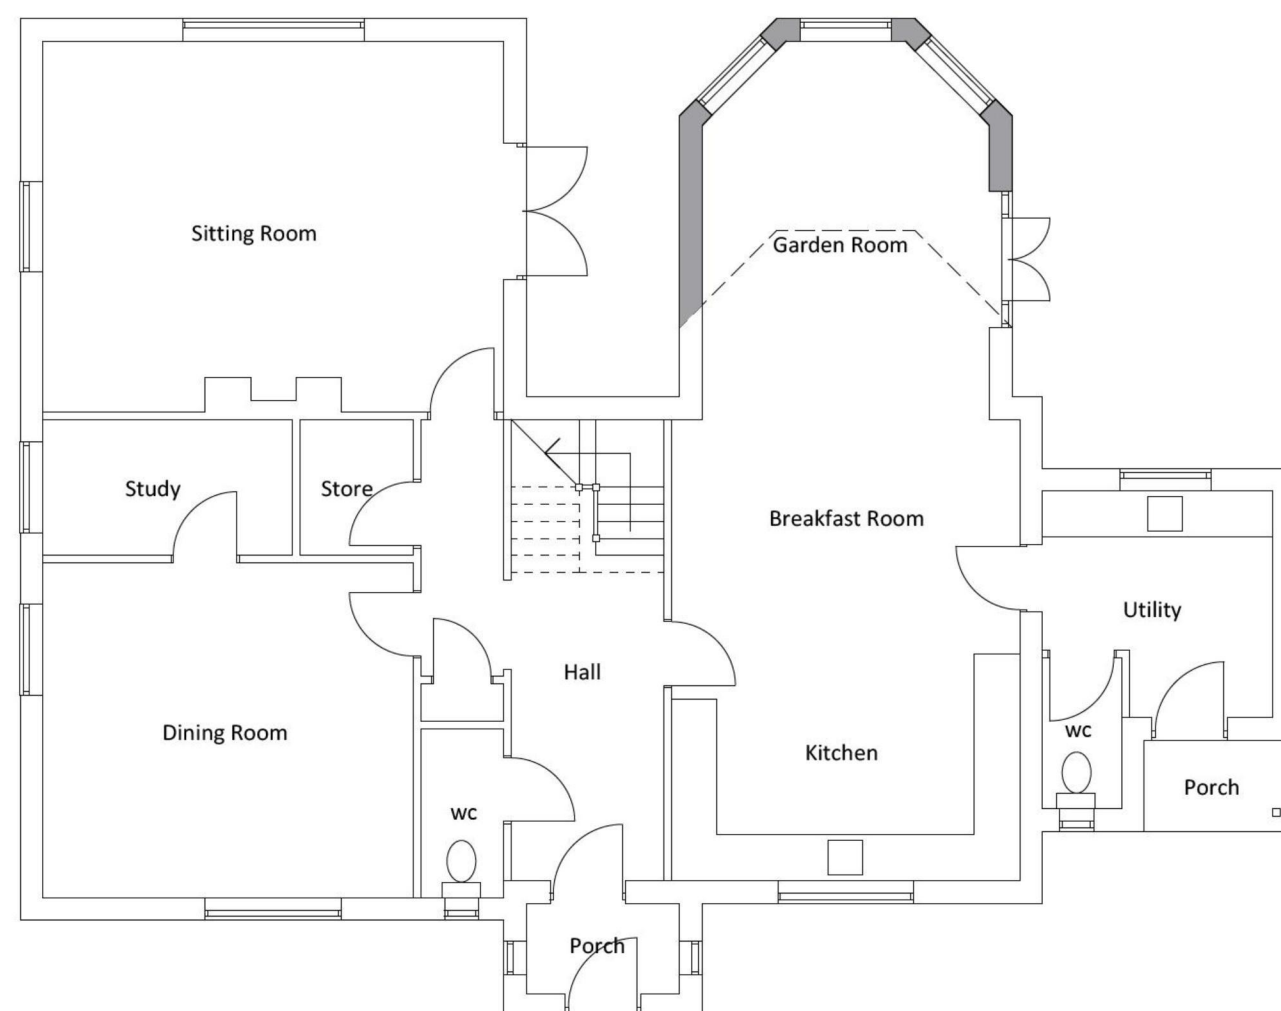 Sitting Room
Garden Room
Study
Store
Breakfast Room
Utility
Hall
Dining Room
wc
Kitchen
Porch
wc
Porch